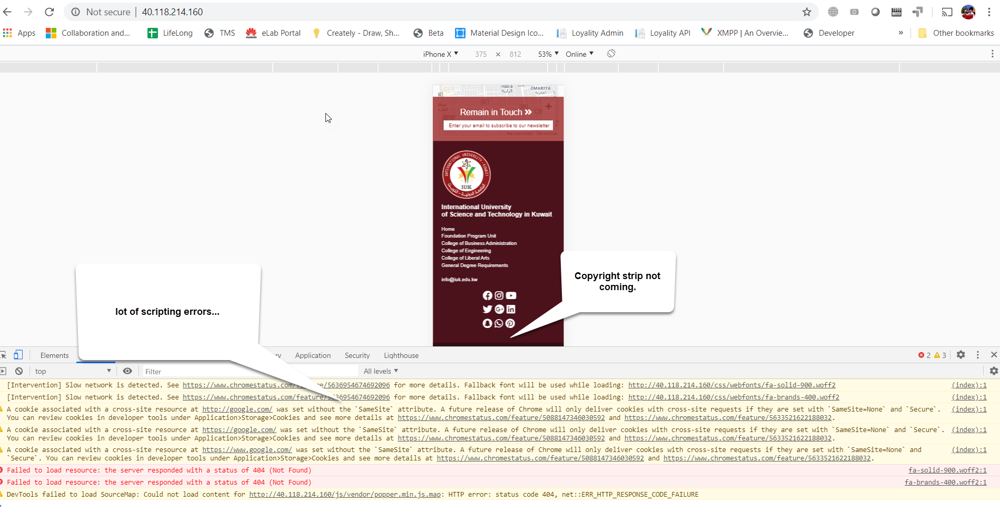 Not secure | 40.118.214.160
Apps Collaboration and... LifeLong TMS eLab Portal Creately - Draw, Sh... Beta Material Design Ico... Loyality Admin Loyality API XMPP | An Overvie... Developer » Other bookmarks
iPhone X ▼ 375 × 812 53% ▼ Online ▼
Rabia
الرابية
OMARIYA
العمرية
02
Remain in Touch »
Enter your email to subscribe to our newsletter
INTERNATIONAL UNIVERSITY - KUWAIT
IUK
الجامعة الدولية - الكويت
International University
of Science and Technology in Kuwait
Home
Foundation Program Unit
College of Business Administration
College of Engineering
College of Liberal Arts
General Degree Requirements
info@iuk.edu.kw
Copyright strip not
coming.
lot of scripting errors...
Elements Application Security Lighthouse 2 3
top ▼ Filter All levels ▼
[Intervention] Slow network is detected. See https://www.chromestatus.com/feature/5636954674692096 for more details. Fallback font will be used while loading: http://40.118.214.160/css/webfonts/fa-solid-900.woff2 (index):1
[Intervention] Slow network is detected. See https://www.chromestatus.com/feature/5636954674692096 for more details. Fallback font will be used while loading: http://40.118.214.160/css/webfonts/fa-brands-400.woff2 (index):1
A cookie associated with a cross-site resource at http://google.com/ was set without the `SameSite` attribute. A future release of Chrome will only deliver cookies with cross-site requests if they are set with `SameSite=None` and `Secure`. (index):1
You can review cookies in developer tools under Application>Storage>Cookies and see more details at https://www.chromestatus.com/feature/5088147346030592 and https://www.chromestatus.com/feature/5633521622188032.
A cookie associated with a cross-site resource at https://google.com/ was set without the `SameSite` attribute. A future release of Chrome will only deliver cookies with cross-site requests if they are set with `SameSite=None` and `Secure`. (index):1
You can review cookies in developer tools under Application>Storage>Cookies and see more details at https://www.chromestatus.com/feature/5088147346030592 and https://www.chromestatus.com/feature/5633521622188032.
A cookie associated with a cross-site resource at https://www.google.com/ was set without the `SameSite` attribute. A future release of Chrome will only deliver cookies with cross-site requests if they are set with `SameSite=None` and (index):1
`Secure`. You can review cookies in developer tools under Application>Storage>Cookies and see more details at https://www.chromestatus.com/feature/5088147346030592 and https://www.chromestatus.com/feature/5633521622188032.
Failed to load resource: the server responded with a status of 404 (Not Found) fa-solid-900.woff2:1
Failed to load resource: the server responded with a status of 404 (Not Found) fa-brands-400.woff2:1
DevTools failed to load SourceMap: Could not load content for http://40.118.214.160/js/vendor/popper.min.js.map: HTTP error: status code 404, net::ERR_HTTP_RESPONSE_CODE_FAILURE